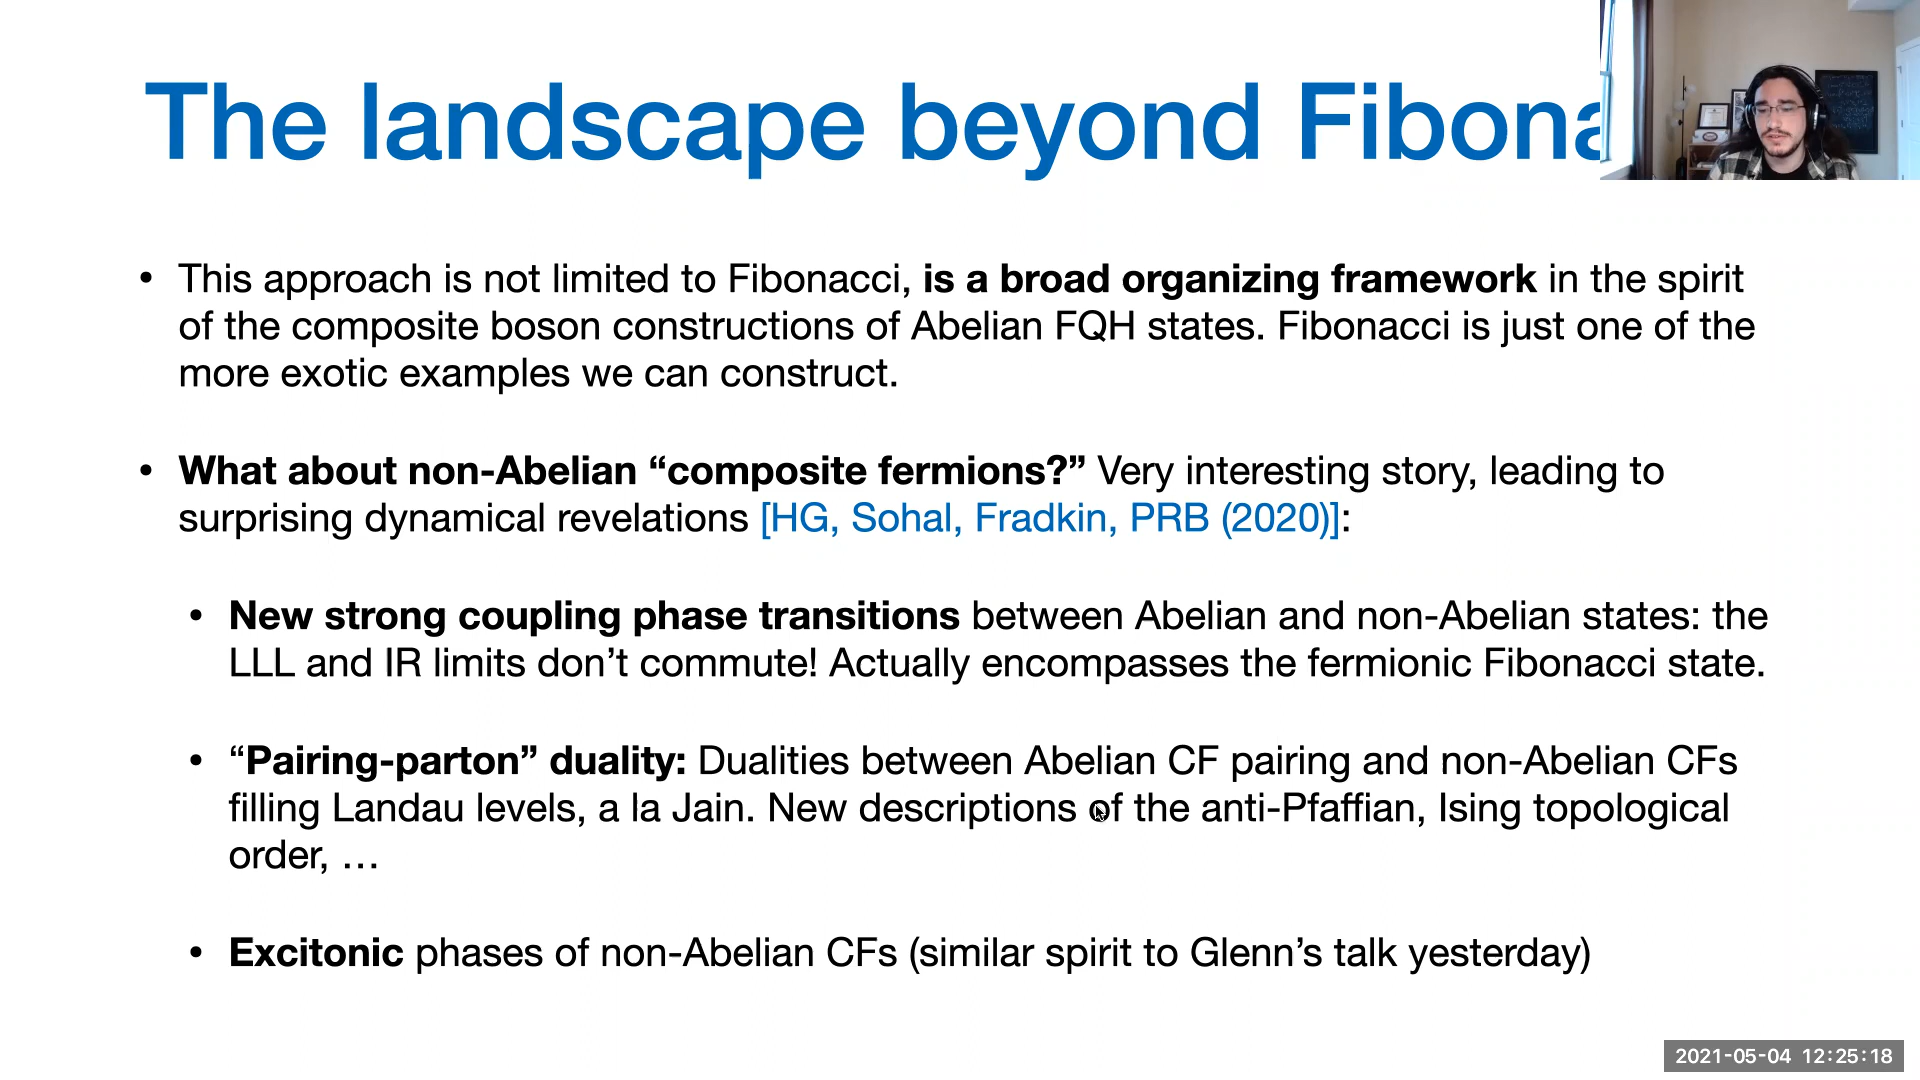 The landscape beyond Fibona
• This approach is not limited to Fibonacci, is a broad organizing framework in the spirit
of the composite boson constructions of Abelian FQH states. Fibonacci is just one of the
more exotic examples we can construct.
• What about non-Abelian “composite fermions?” Very interesting story, leading to
surprising dynamical revelations [HG, Sohal, Fradkin, PRB (2020)]:
• New strong coupling phase transitions between Abelian and non-Abelian states: the
LLL and IR limits don’t commute! Actually encompasses the fermionic Fibonacci state.
• “Pairing-parton” duality: Dualities between Abelian CF pairing and non-Abelian CFs
filling Landau levels, a la Jain. New descriptions of the anti-Pfaffian, Ising topological
order, …
• Excitonic phases of non-Abelian CFs (similar spirit to Glenn’s talk yesterday)
2021-05-04 12:25:18